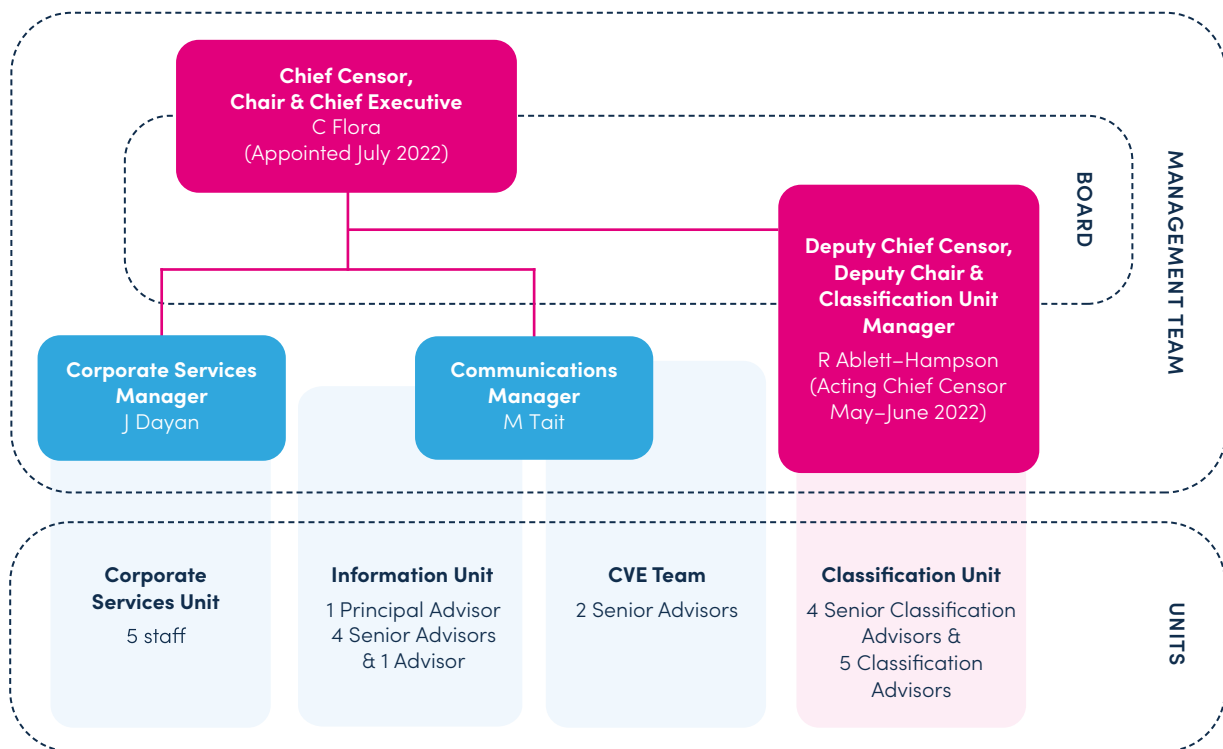 Chief Censor,
Chair & Chief Executive
C Flora
(Appointed July 2022)
BOARD
MANAGEMENT TEAM
Deputy Chief Censor,
Deputy Chair &
Classification Unit
Manager
R Ablett–Hampson
(Acting Chief Censor
May–June 2022)
Corporate Services
Manager
J Dayan
Communications
Manager
M Tait
Corporate
Services Unit
5 staff
Information Unit
1 Principal Advisor
4 Senior Advisors
& 1 Advisor
CVE Team
2 Senior Advisors
Classification Unit
4 Senior Classification
Advisors &
5 Classification
Advisors
UNITS